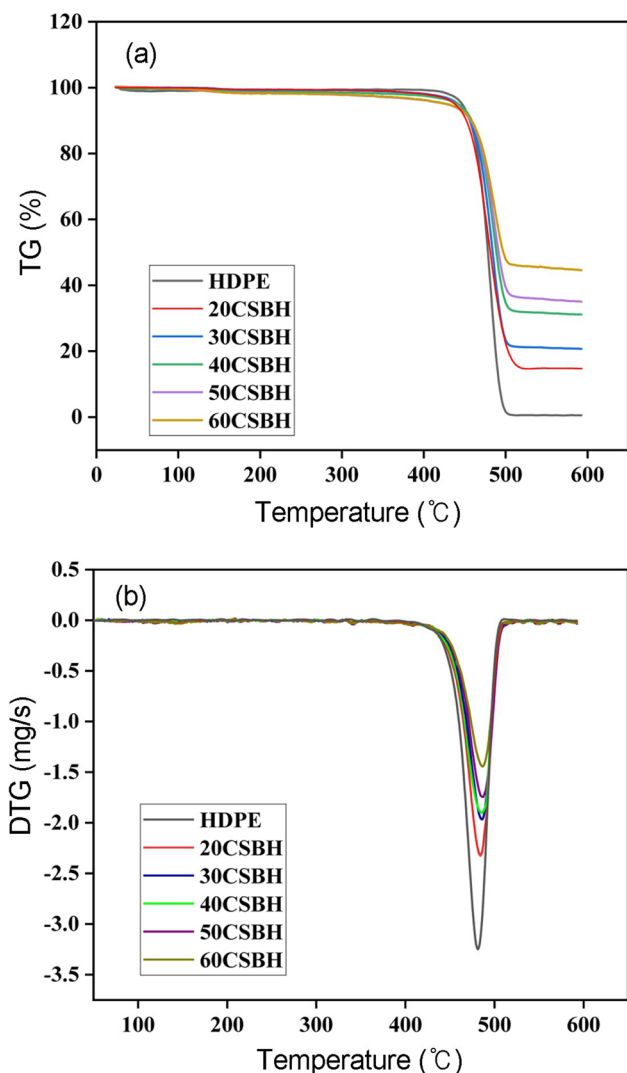 (a)
120
100
80
60
40
20
0
TG (%)
HDPE
20CSBH
30CSBH
40CSBH
50CSBH
60CSBH
0 100 200 300 400 500 600
Temperature (℃)
(b)
0.5
0.0
-0.5
-1.0
-1.5
-2.0
-2.5
-3.0
-3.5
DTG (mg/s)
HDPE
20CSBH
30CSBH
40CSBH
50CSBH
60CSBH
100 200 300 400 500 600
Temperature (℃)